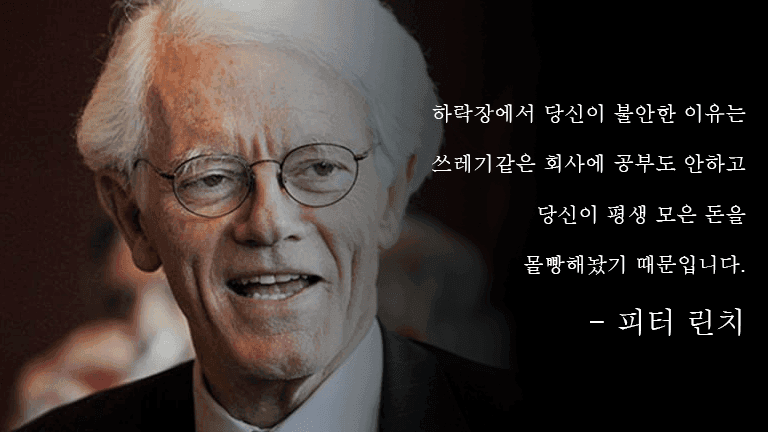 하락장에서 당신이 불안한 이유는
쓰레기같은 회사에 공부도 안하고
당신이 평생 모은 돈을
몰빵해놨기 때문입니다.
- 피터 린치